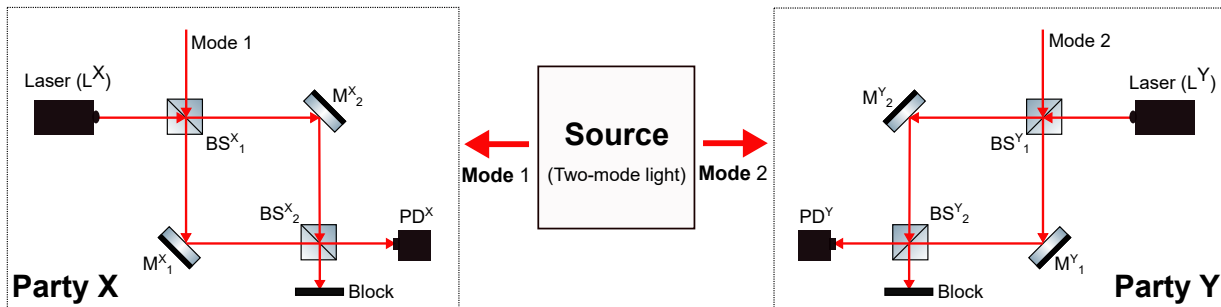 Mode 1
Laser (L^X)
M^X_2
BS^X_1
BS^X_2
PD^X
M^X_1
Block
Party X
Source
(Two-mode light)
Mode 1
Mode 2
Mode 2
Laser (L^Y)
M^Y_2
BS^Y_1
PD^Y
BS^Y_2
M^Y_1
Block
Party Y